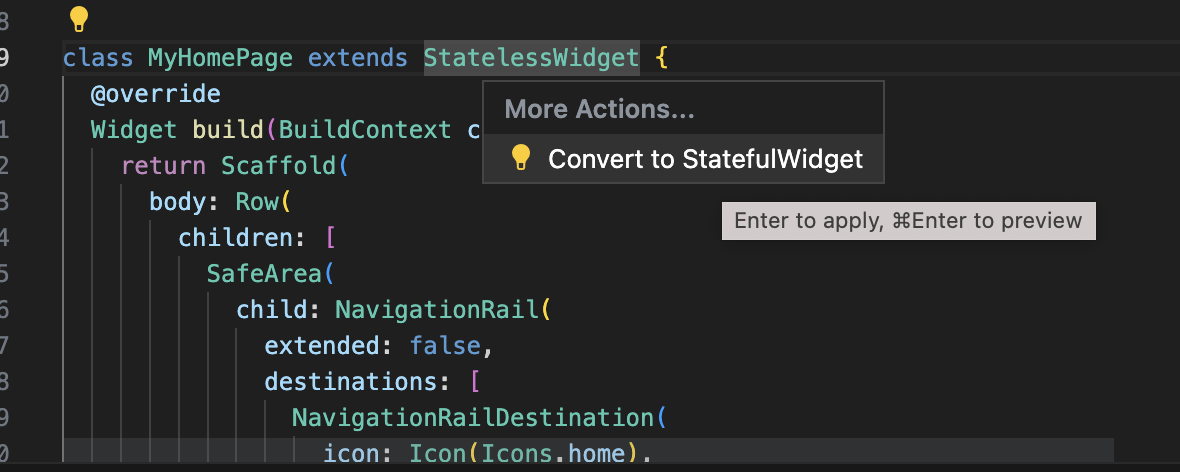 8
9 class MyHomePage extends StatelessWidget {
0 @override
More Actions...
1 Widget build(BuildContext c
Convert to StatefulWidget
2 return Scaffold(
3 body: Row(
Enter to apply, ⌘Enter to preview
4 children: [
5 SafeArea(
6 child: NavigationRail(
7 extended: false,
8 destinations: [
9 NavigationRailDestination(
0 icon: Icon(Icons.home),